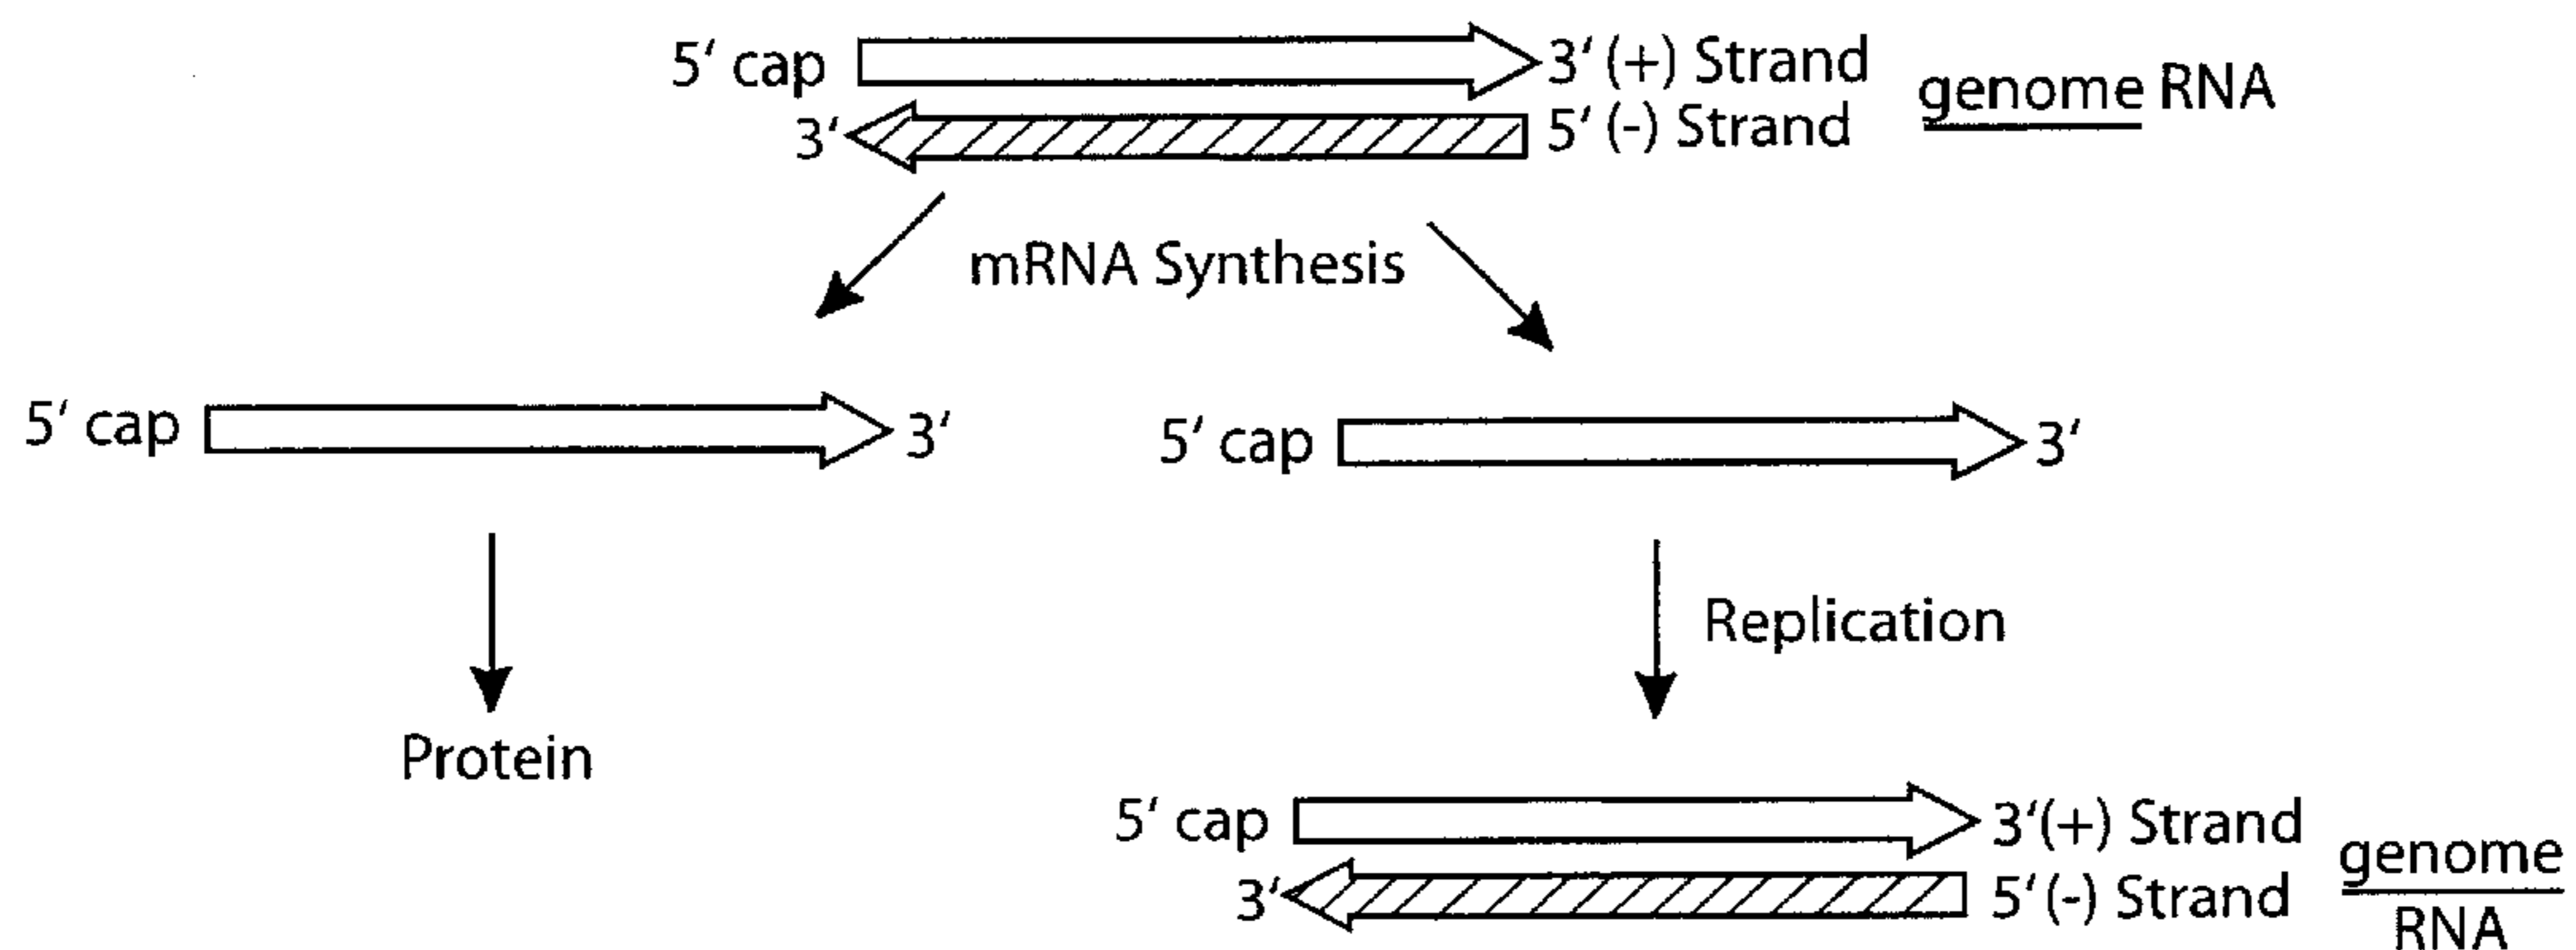 5′ cap 3′ (+) Strand genome RNA
3′ 5′ (-) Strand
mRNA Synthesis
5′ cap 3′ 5′ cap 3′
Replication
Protein
5′ cap 3′(+) Strand genome
3′ 5′(-) Strand RNA